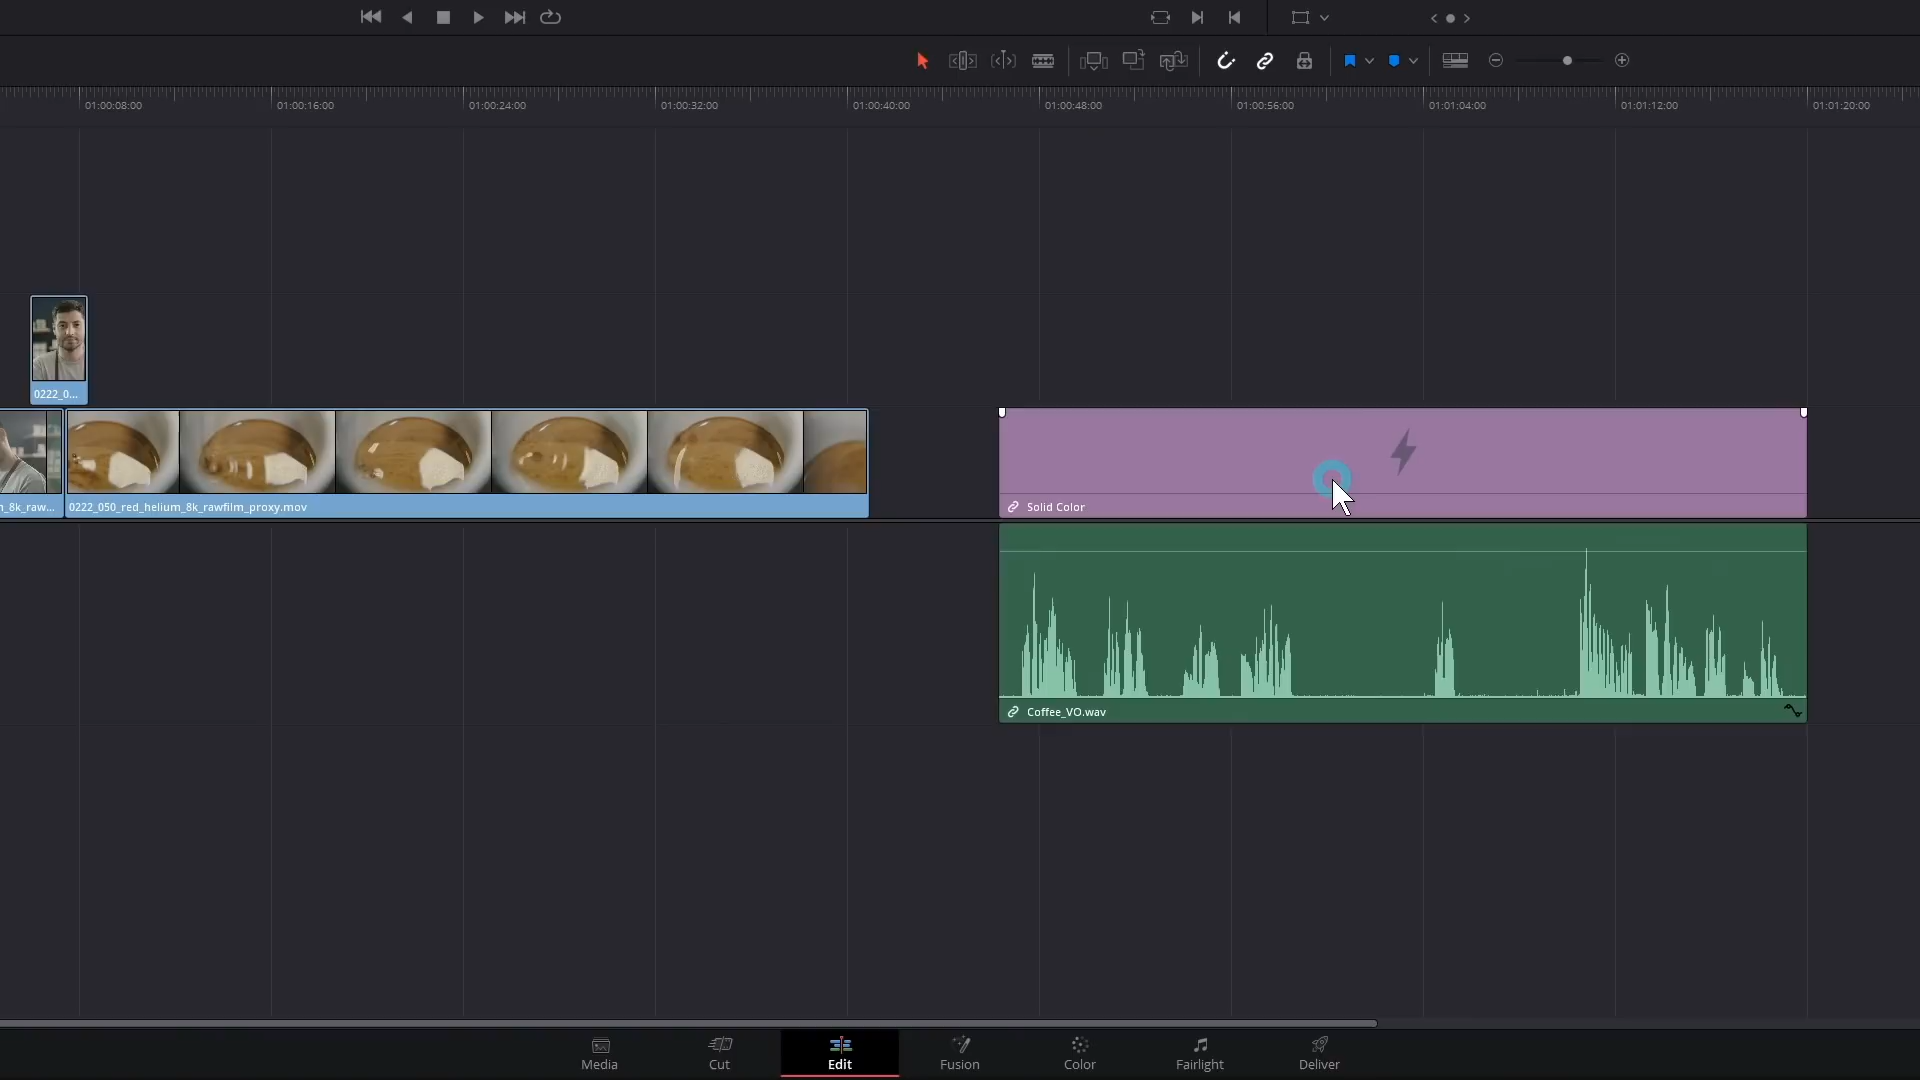 01:00:08:00 01:00:16:00 01:00:24:00 01:00:32:00 01:00:40:00 01:00:48:00 01:00:56:00 01:01:04:00 01:01:12:00 01:01:20:00
0222_0...
_8k_raw...
0222_050_red_helium_8k_rawfilm_proxy.mov
Solid Color
Coffee_VO.wav
Media
Cut
Edit
Fusion
Color
Fairlight
Deliver